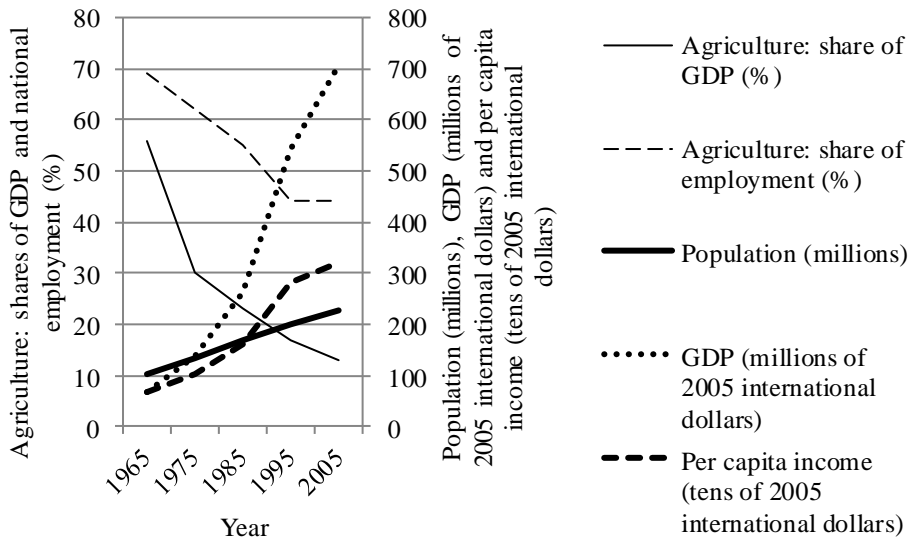 Agriculture: shares of GDP and national
employment (%)
80
70
60
50
40
30
20
10
0
800
700
600
500
400
300
200
100
0
Population (millions), GDP (millions of
2005 international dollars) and per capita
income (tens of 2005 international
dollars)
1965
1975
1985
1995
2005
Year
Agriculture: share of
GDP (%)
Agriculture: share of
employment (%)
Population (millions)
GDP (millions of
2005 international
dollars)
Per capita income
(tens of 2005
international dollars)